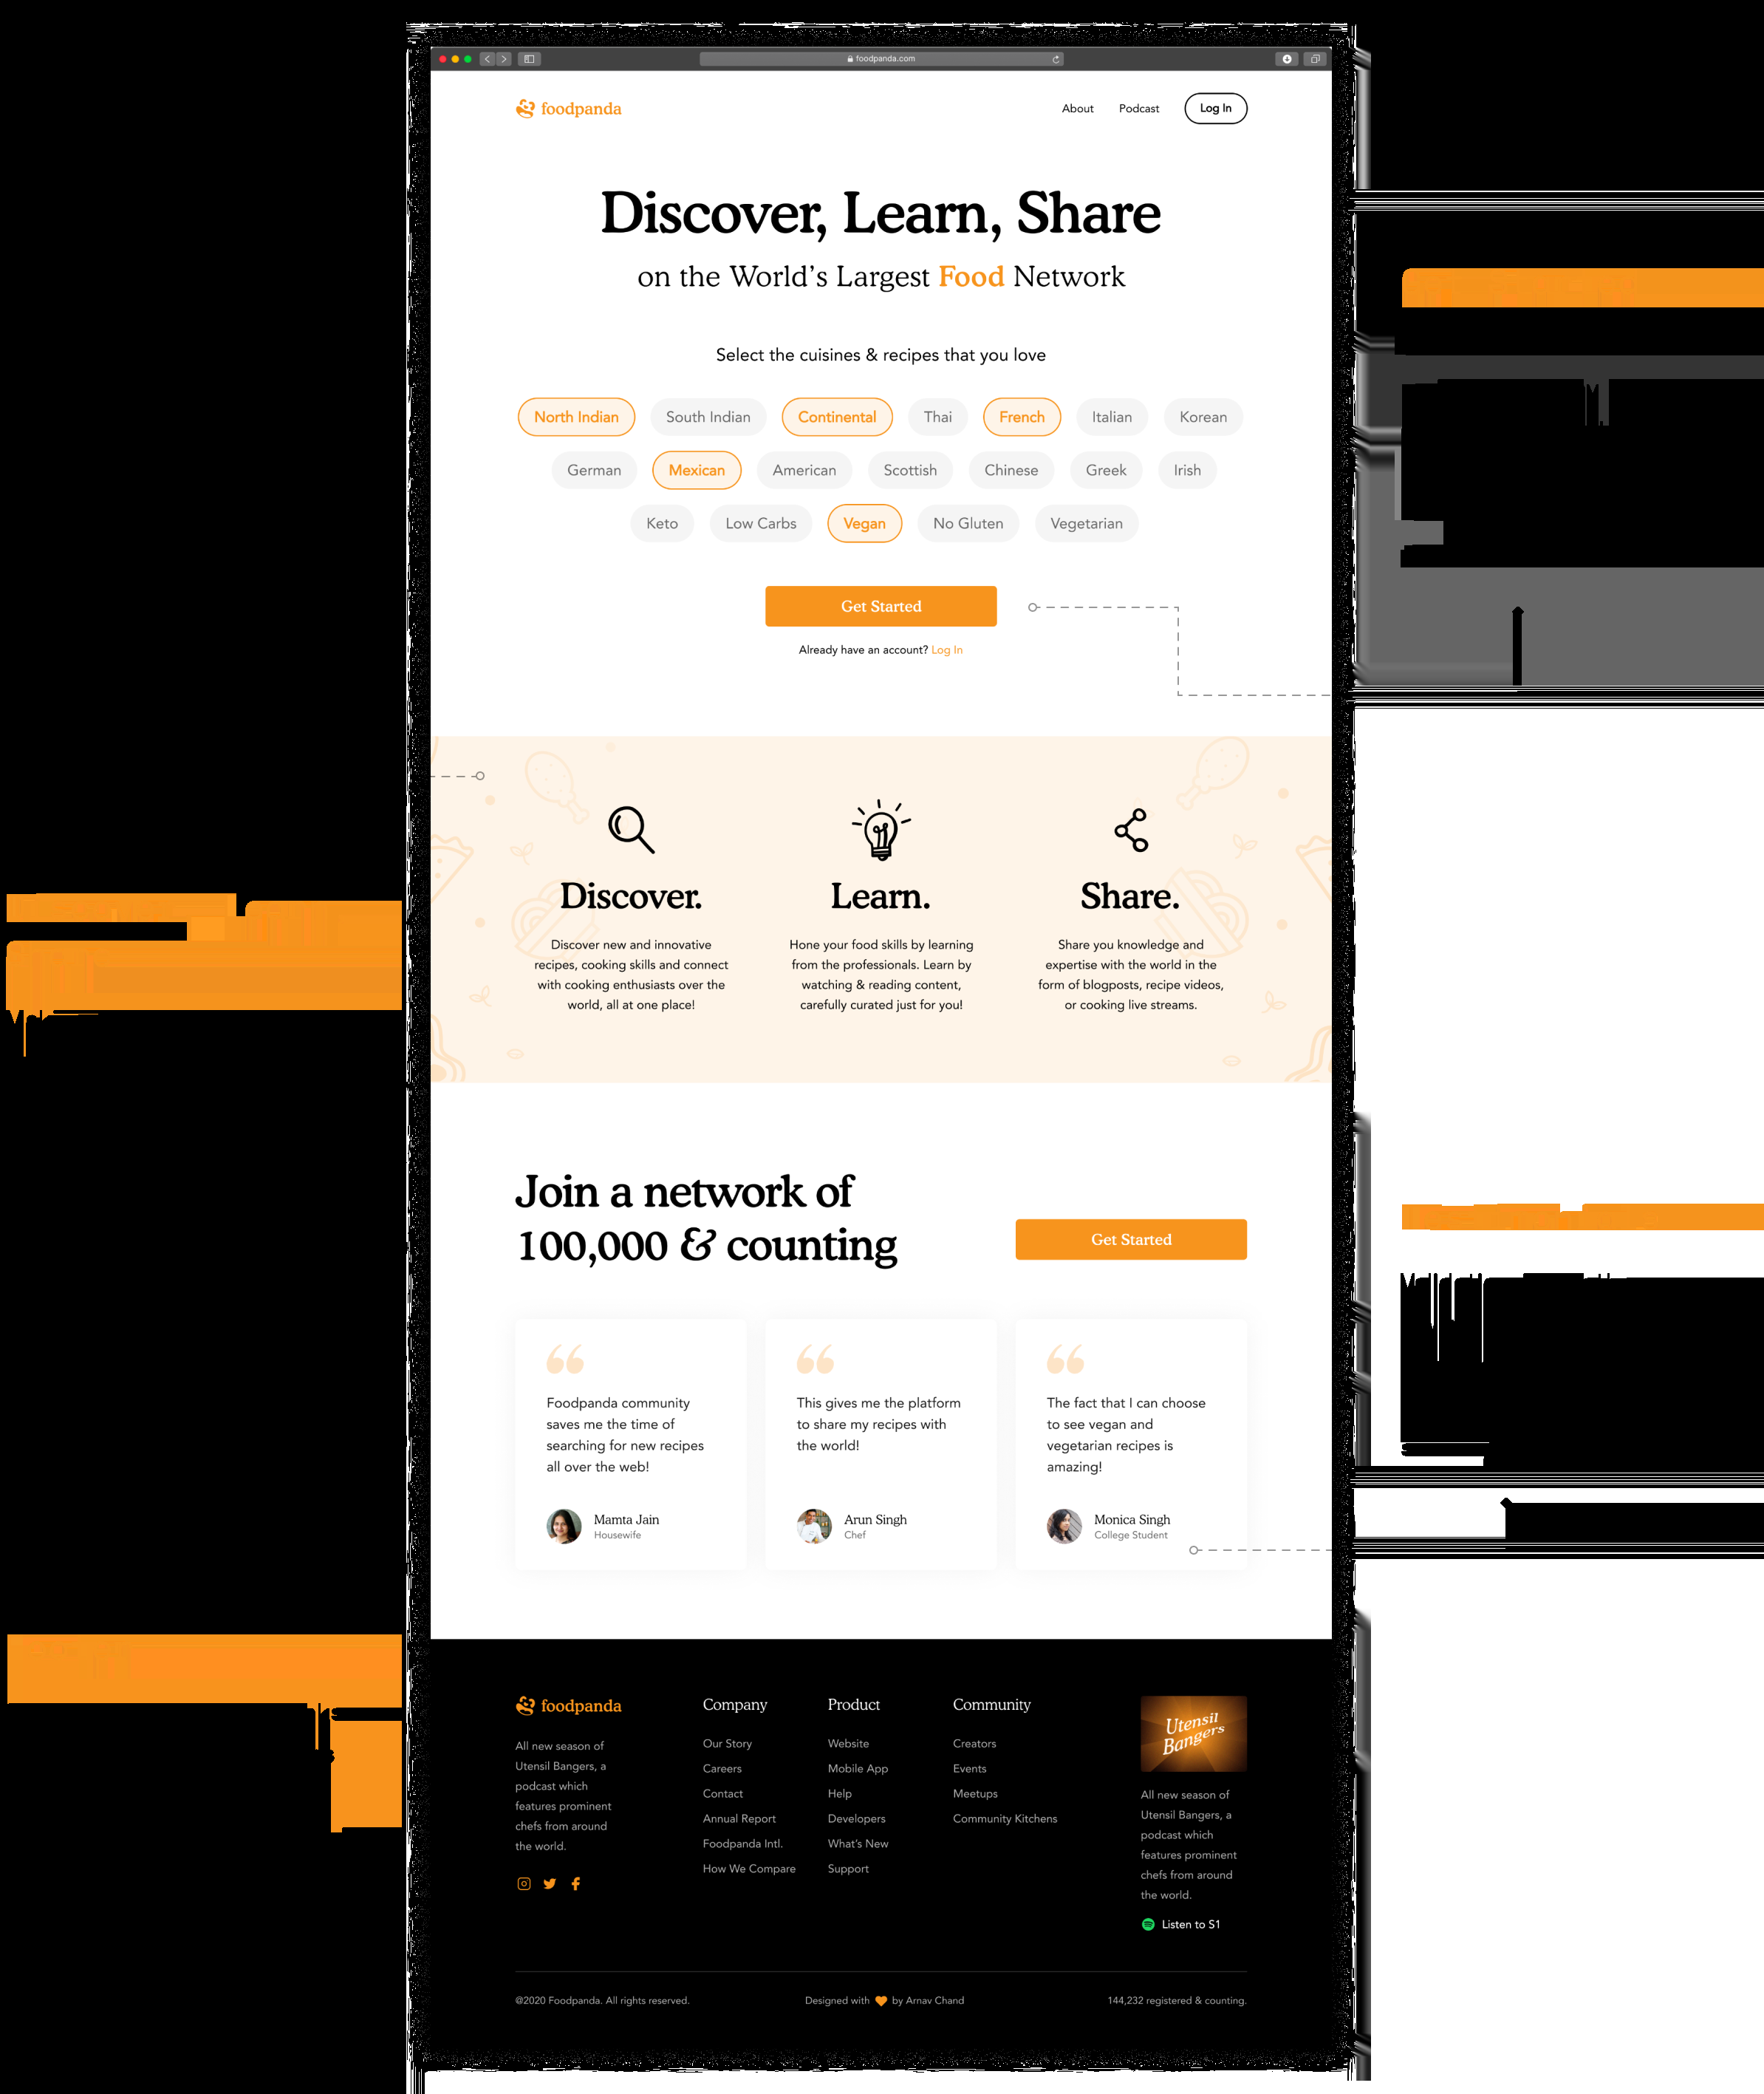 foodpanda.com
foodpanda
About
Podcast
Log In
Discover, Learn, Share
on the World's Largest Food Network
Select the cuisines & recipes that you love
North Indian
South Indian
Continental
Thai
French
Italian
Korean
German
Mexican
American
Scottish
Chinese
Greek
Irish
Keto
Low Carbs
Vegan
No Gluten
Vegetarian
Get Started
Already have an account? Log In
Discover.
Discover new and innovative
recipes, cooking skills and connect
with cooking enthusiasts over the
world, all at one place!
Learn.
Hone your food skills by learning
from the professionals. Learn by
watching & reading content,
carefully curated just for you!
Share.
Share you knowledge and
expertise with the world in the
form of blogposts, recipe videos,
or cooking live streams.
Join a network of
100,000 & counting
Get Started
Foodpanda community
saves me the time of
searching for new recipes
all over the web!
Mamta Jain
Housewife
This gives me the platform
to share my recipes with
the world!
Arun Singh
Chef
The fact that I can choose
to see vegan and
vegetarian recipes is
amazing!
Monica Singh
College Student
foodpanda
All new season of
Utensil Bangers, a
podcast which
features prominent
chefs from around
the world.
Company
Our Story
Careers
Contact
Annual Report
Foodpanda Intl.
How We Compare
Product
Website
Mobile App
Help
Developers
What's New
Support
Community
Creators
Events
Meetups
Community Kitchens
Utensil
Bangers
All new season of
Utensil Bangers, a
podcast which
features prominent
chefs from around
the world.
Listen to S1
@2020 Foodpanda. All rights reserved.
Designed with 🧡 by Arnav Chand
144,232 registered & counting.